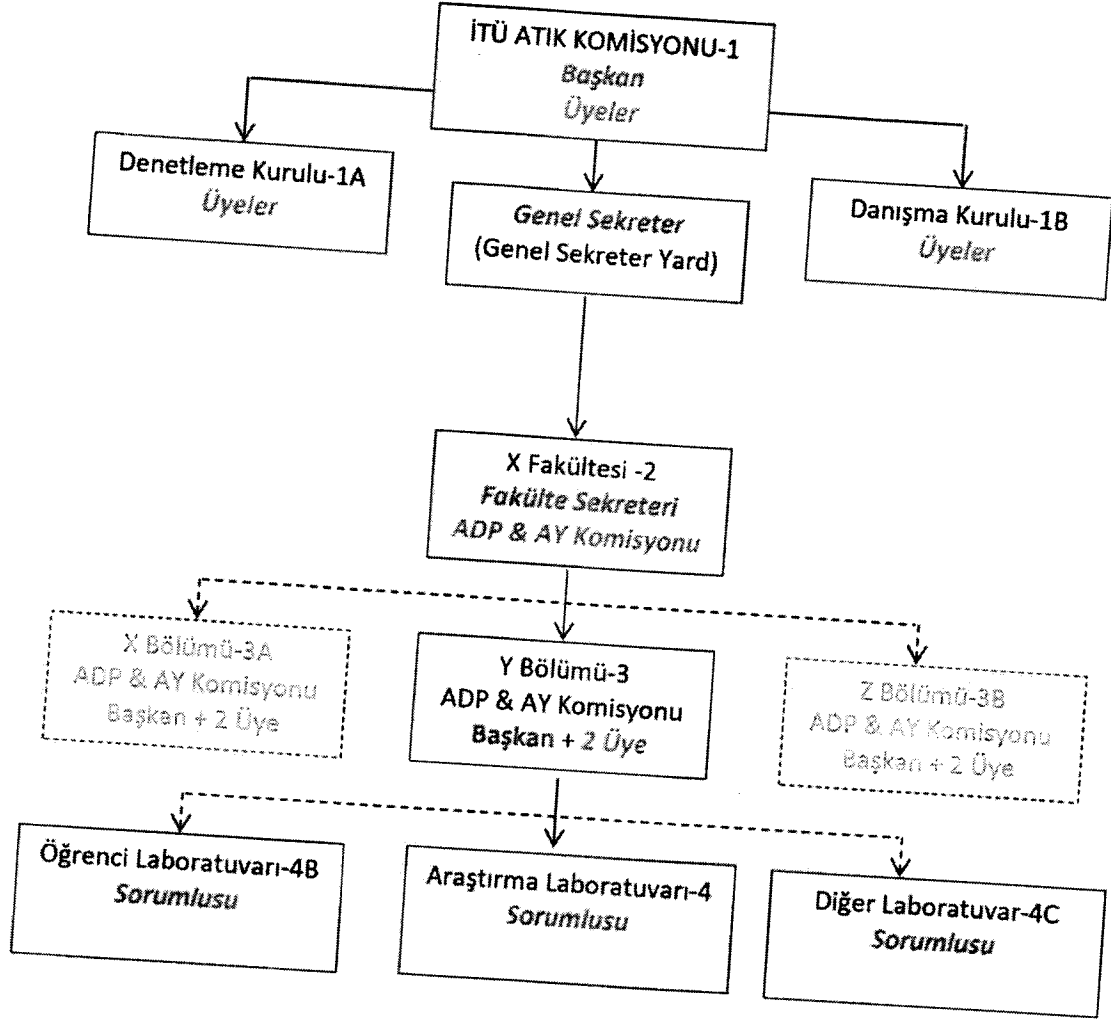 İTÜ ATIK KOMİSYONU-1
Başkan
Üyeler
Denetleme Kurulu-1A
Üyeler
Genel Sekreter
(Genel Sekreter Yard)
Danışma Kurulu-1B
Üyeler
X Fakültesi -2
Fakülte Sekreteri
ADP & AY Komisyonu
X Bölümü-3A
ADP & AY Komisyonu
Başkan + 2 Üye
Y Bölümü-3
ADP & AY Komisyonu
Başkan + 2 Üye
Z Bölümü-3B
ADP & AY Komisyonu
Başkan + 2 Üye
Öğrenci Laboratuvarı-4B
Sorumlusu
Araştırma Laboratuvarı-4
Sorumlusu
Diğer Laboratuvar-4C
Sorumlusu